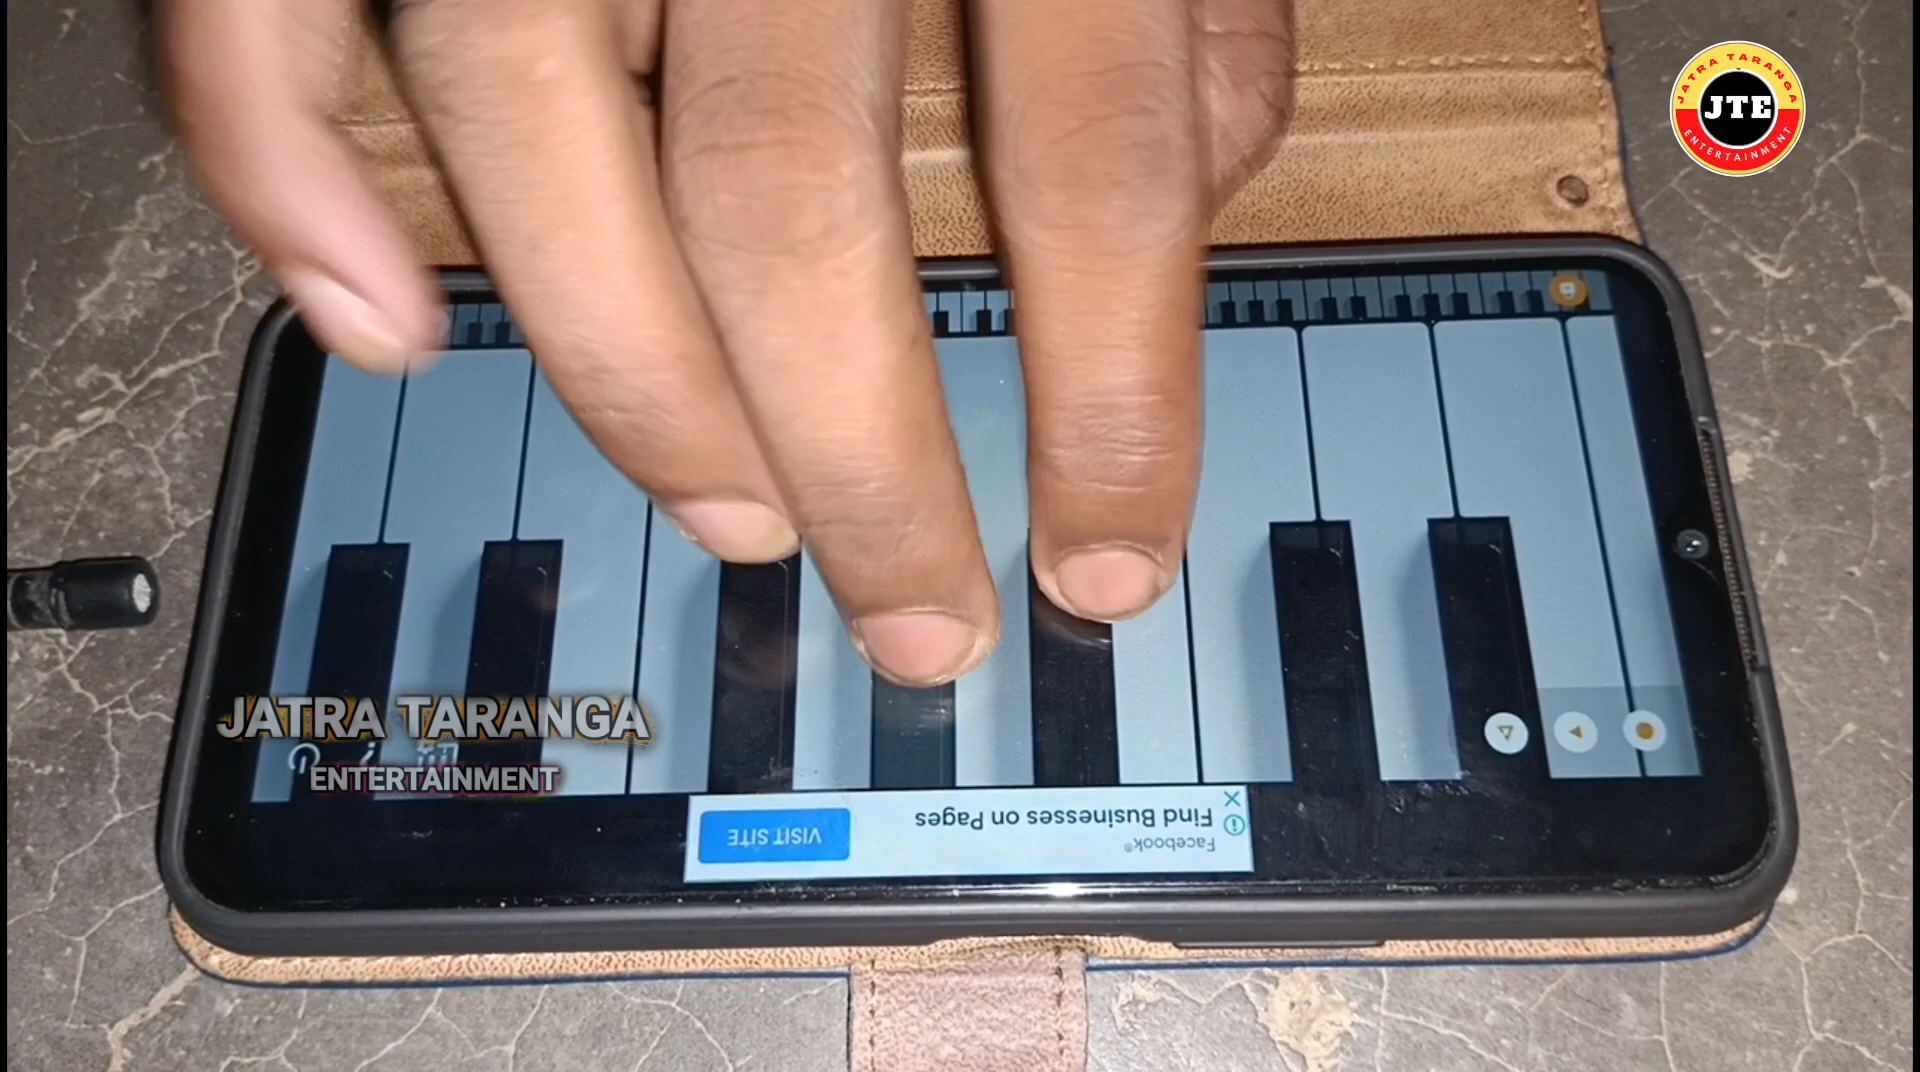 JATRA TARANGA
JTE
ENTERTAINMENT
JATRA TARANGA
ENTERTAINMENT
Find Businesses on Pages
Facebook®
VISIT SITE